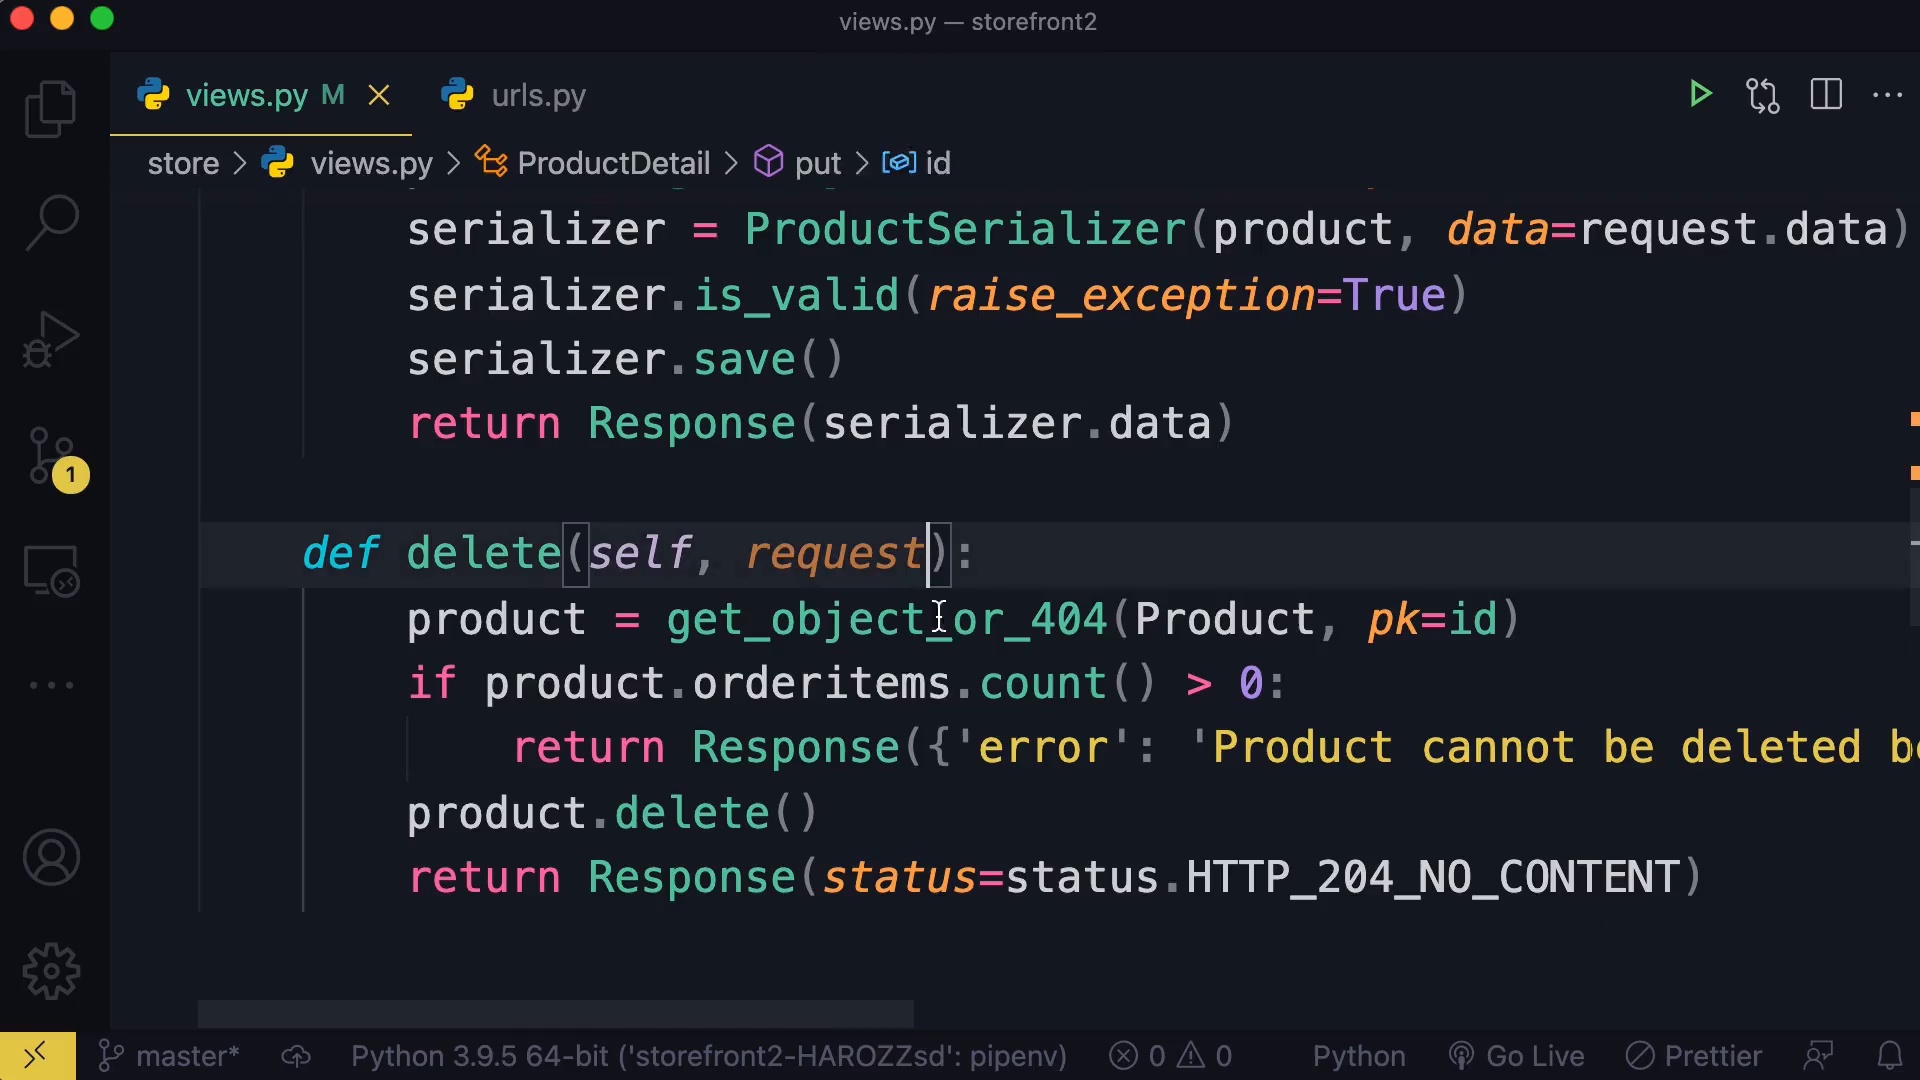 views.py — storefront2
views.py M
urls.py
store > views.py > ProductDetail > put > id
serializer = ProductSerializer(product, data=request.data)
serializer.is_valid(raise_exception=True)
serializer.save()
return Response(serializer.data)
def delete(self, request):
product = get_object_or_404(Product, pk=id)
if product.orderitems.count() > 0:
return Response({'error': 'Product cannot be deleted
product.delete()
return Response(status=status.HTTP_204_NO_CONTENT)
1
master* Python 3.9.5 64-bit ('storefront2-HAROZZsd': pipenv) 0 0 Python Go Live Prettier